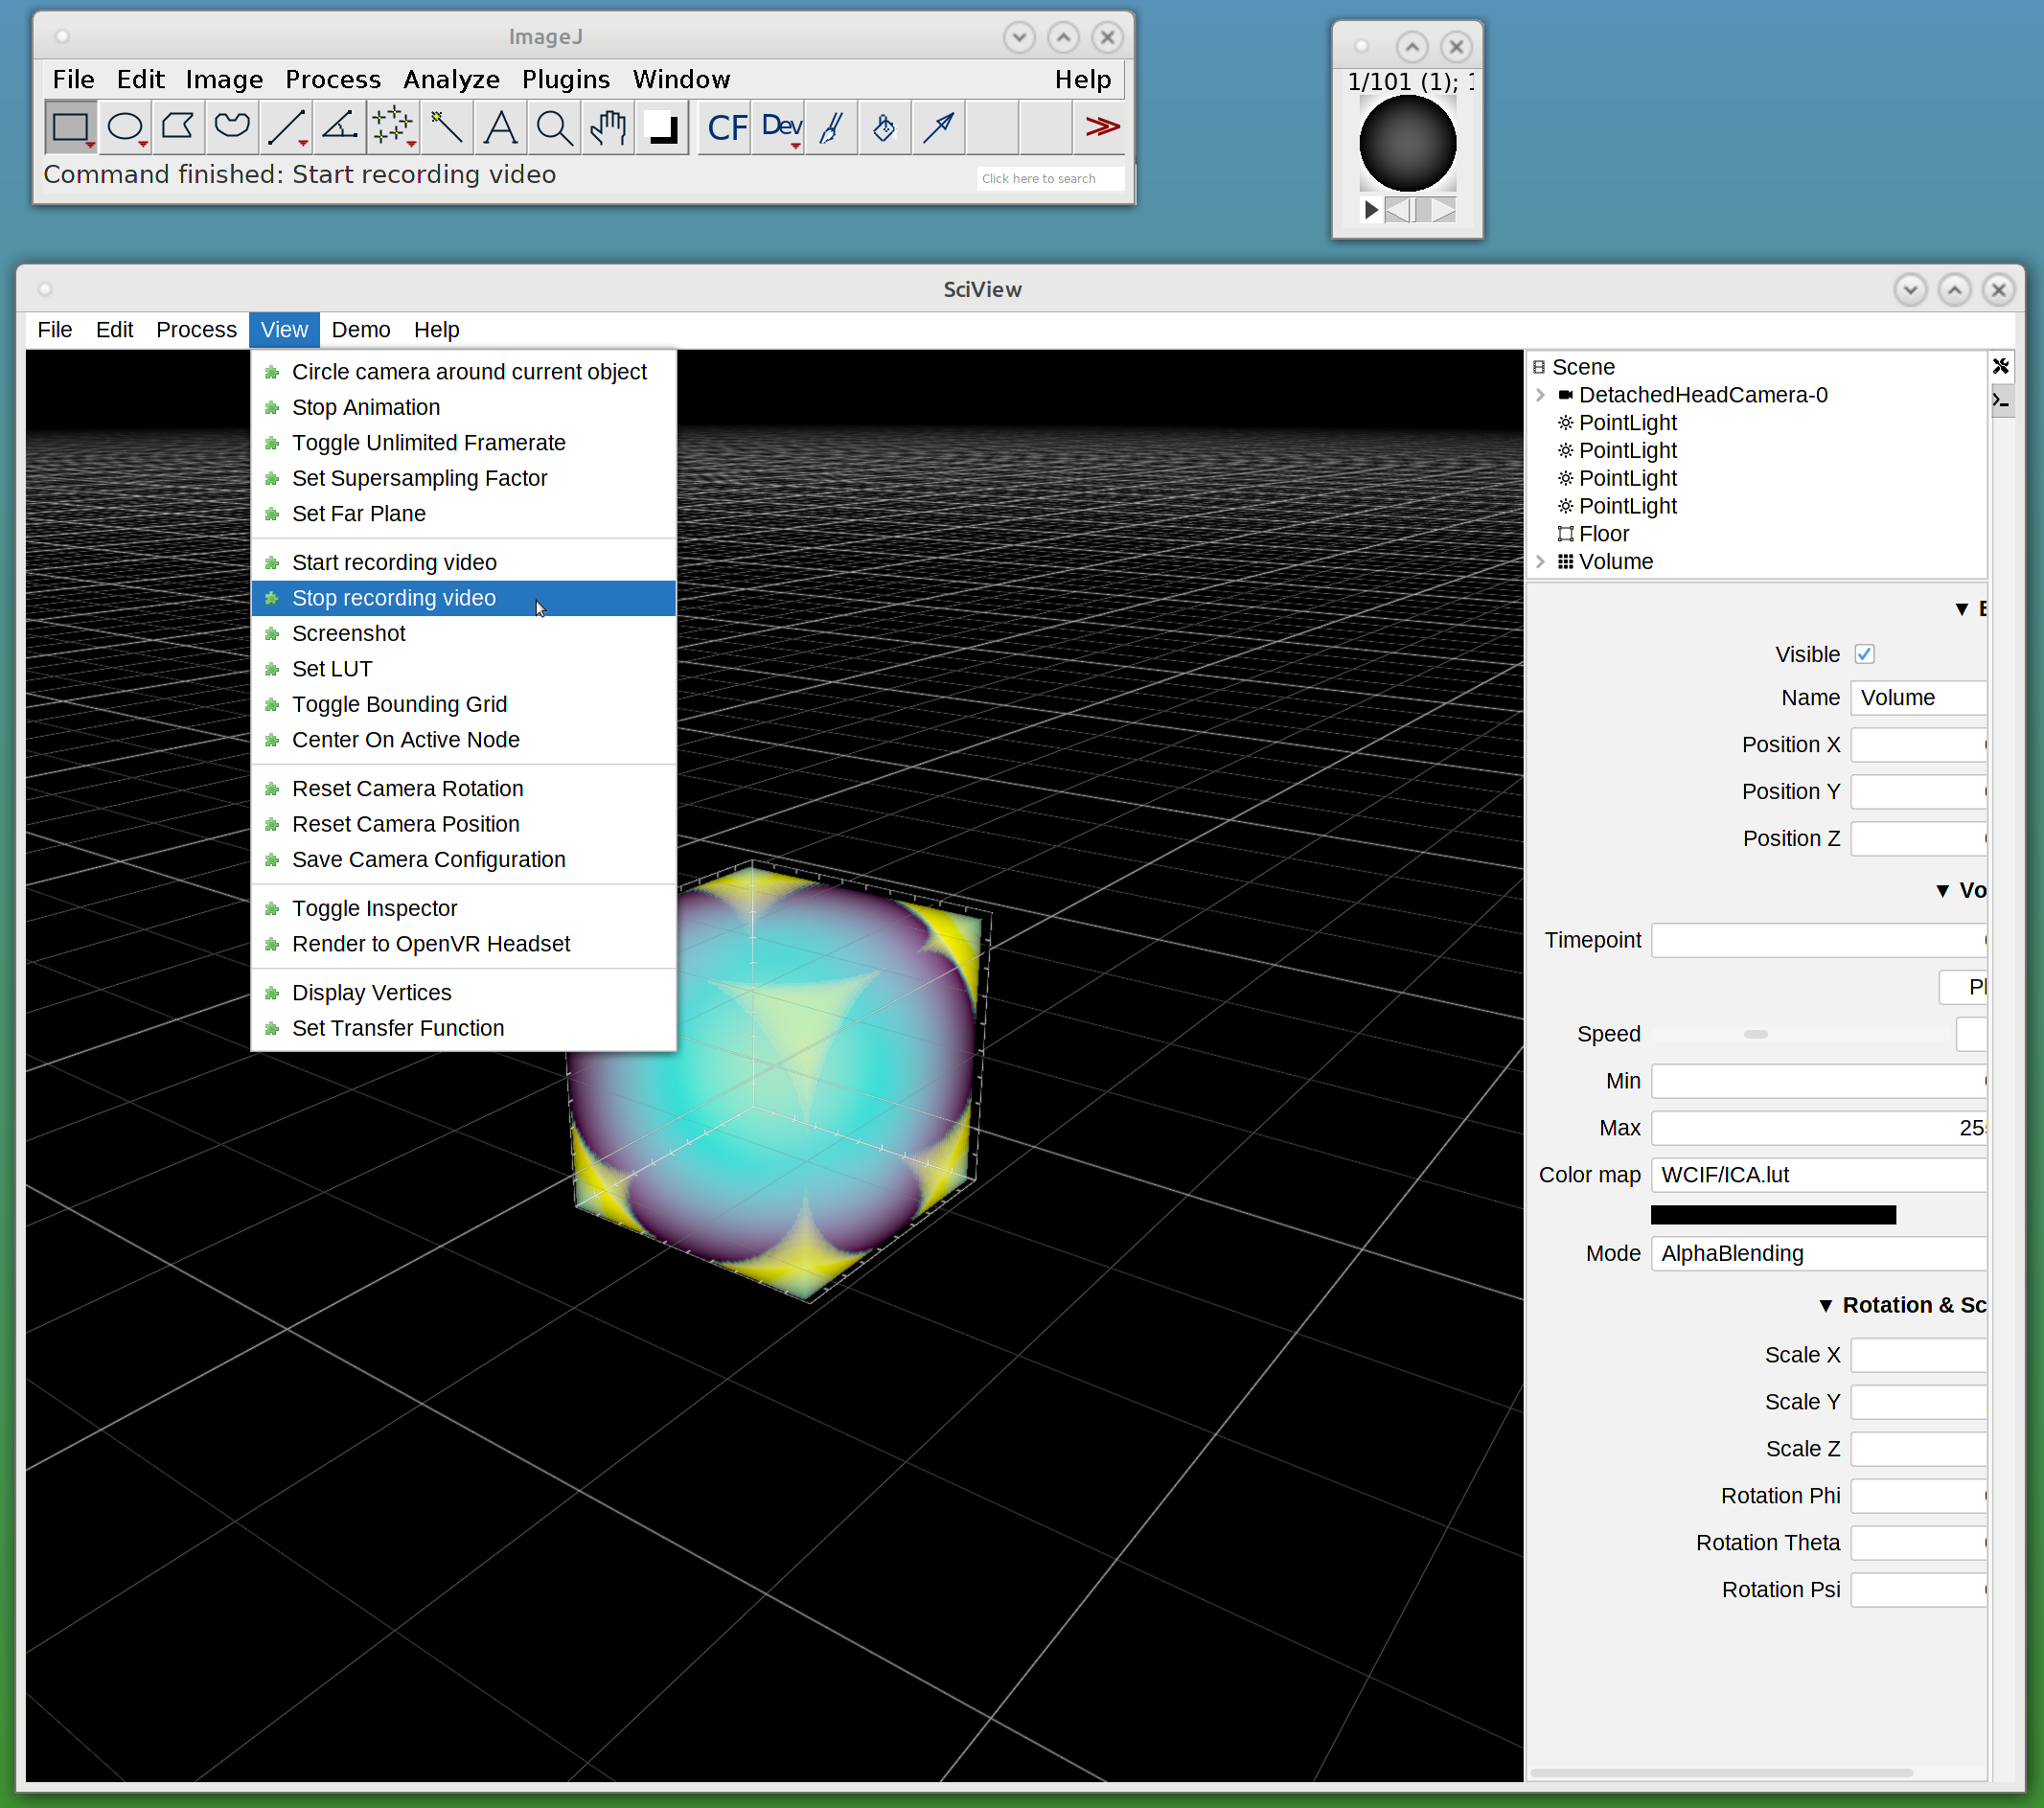 ImageJ
File Edit Image Process Analyze Plugins Window Help
CF Dev
Command finished: Start recording video
Click here to search
1/101 (1); 1
SciView
File Edit Process View Demo Help
Circle camera around current object
Stop Animation
Toggle Unlimited Framerate
Set Supersampling Factor
Set Far Plane
Start recording video
Stop recording video
Screenshot
Set LUT
Toggle Bounding Grid
Center On Active Node
Reset Camera Rotation
Reset Camera Position
Save Camera Configuration
Toggle Inspector
Render to OpenVR Headset
Display Vertices
Set Transfer Function
Scene
DetachedHeadCamera-0
PointLight
PointLight
PointLight
PointLight
Floor
Volume
Visible
Name Volume
Position X
Position Y
Position Z
▼ Vo
Timepoint
Pl
Speed
Min
Max 25
Color map WCIF/ICA.lut
Mode AlphaBlending
▼ Rotation & Sc
Scale X
Scale Y
Scale Z
Rotation Phi
Rotation Theta
Rotation Psi